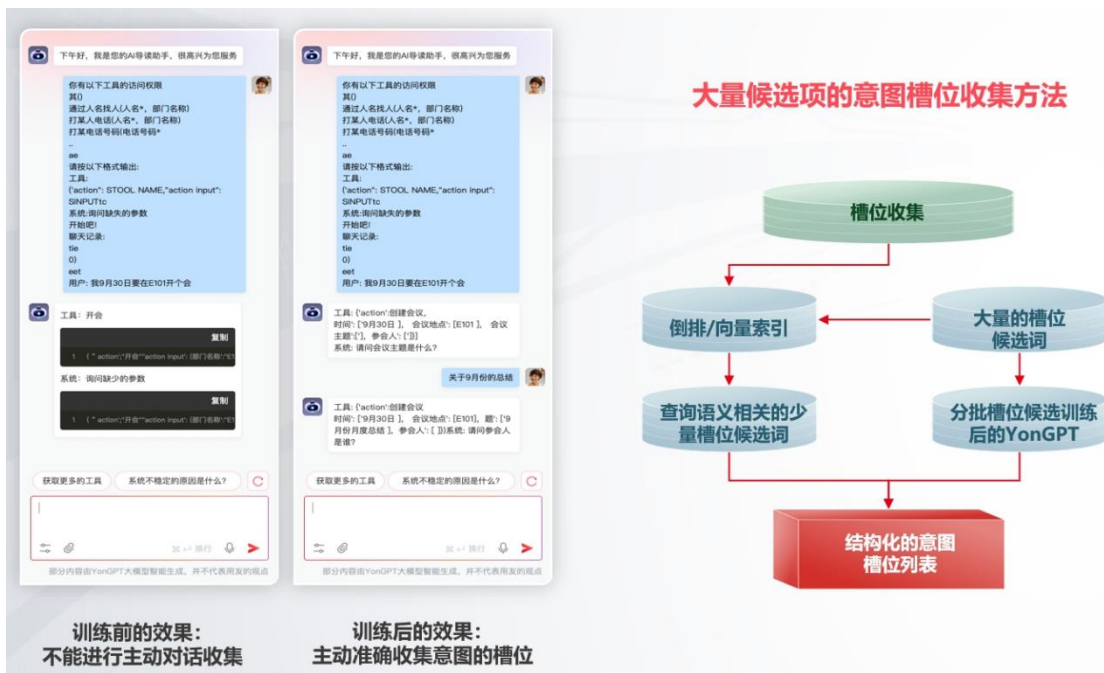 下午好，我是您的AI导读助手，很高兴为您服务
你有以下工具的访问权限
其()
通过人名找人(人名*，部门名称)
打某人电话(人名*，部门名称)
打某电话号码(电话号码*
..
ae
请按以下格式输出:
工具:
{'action": STOOL NAME,"action input":
SINPUTtc
系统:询问缺失的参数
开始吧!
聊天记录:
tie
0}
eet
用户: 我9月30日要在E101开个会
工具：开会
复制
1 { " action';"开会""action input': (部门名称'"E1
系统：询问缺少的参数
复制
1 { " action';"开会""action input': (部门名称'"E1
获取更多的工具
系统不稳定的原因是什么?
换行
部分内容由YonGPT大模型智能生成，并不代表用友的观点
训练前的效果：
不能进行主动对话收集
下午好，我是您的AI导读助手，很高兴为您服务
你有以下工具的访问权限
其()
通过人名找人(人名*，部门名称)
打某人电话(人名*，部门名称)
打某电话号码(电话号码*
..
ae
请按以下格式输出:
工具:
{'action": STOOL NAME,"action input":
SINPUTtc
系统:询问缺失的参数
开始吧!
聊天记录:
tie
0}
eet
用户: 我9月30日要在E101开个会
工具: {'action':创建会议,
时间': ['9月30日 ]， 会议地点': [E101 ]， 会议
主题':['], 参会人': [']}]
系统: 请问会议主题是什么?
关于9月份的总结
工具: {'action':创建会议
时间': ['9月30日 ]， 会议地点': [E101]， 题': ['9
月份月度总结 ]， 参会人': [ ]})系统: 请问参会人
是谁?
获取更多的工具
系统不稳定的原因是什么?
换行
部分内容由YonGPT大模型智能生成，并不代表用友的观点
训练后的效果：
主动准确收集意图的槽位
大量候选项的意图槽位收集方法
槽位收集
倒排/向量索引
大量的槽位
候选词
查询语义相关的少
量槽位候选词
分批槽位候选训练
后的YonGPT
结构化的意图
槽位列表